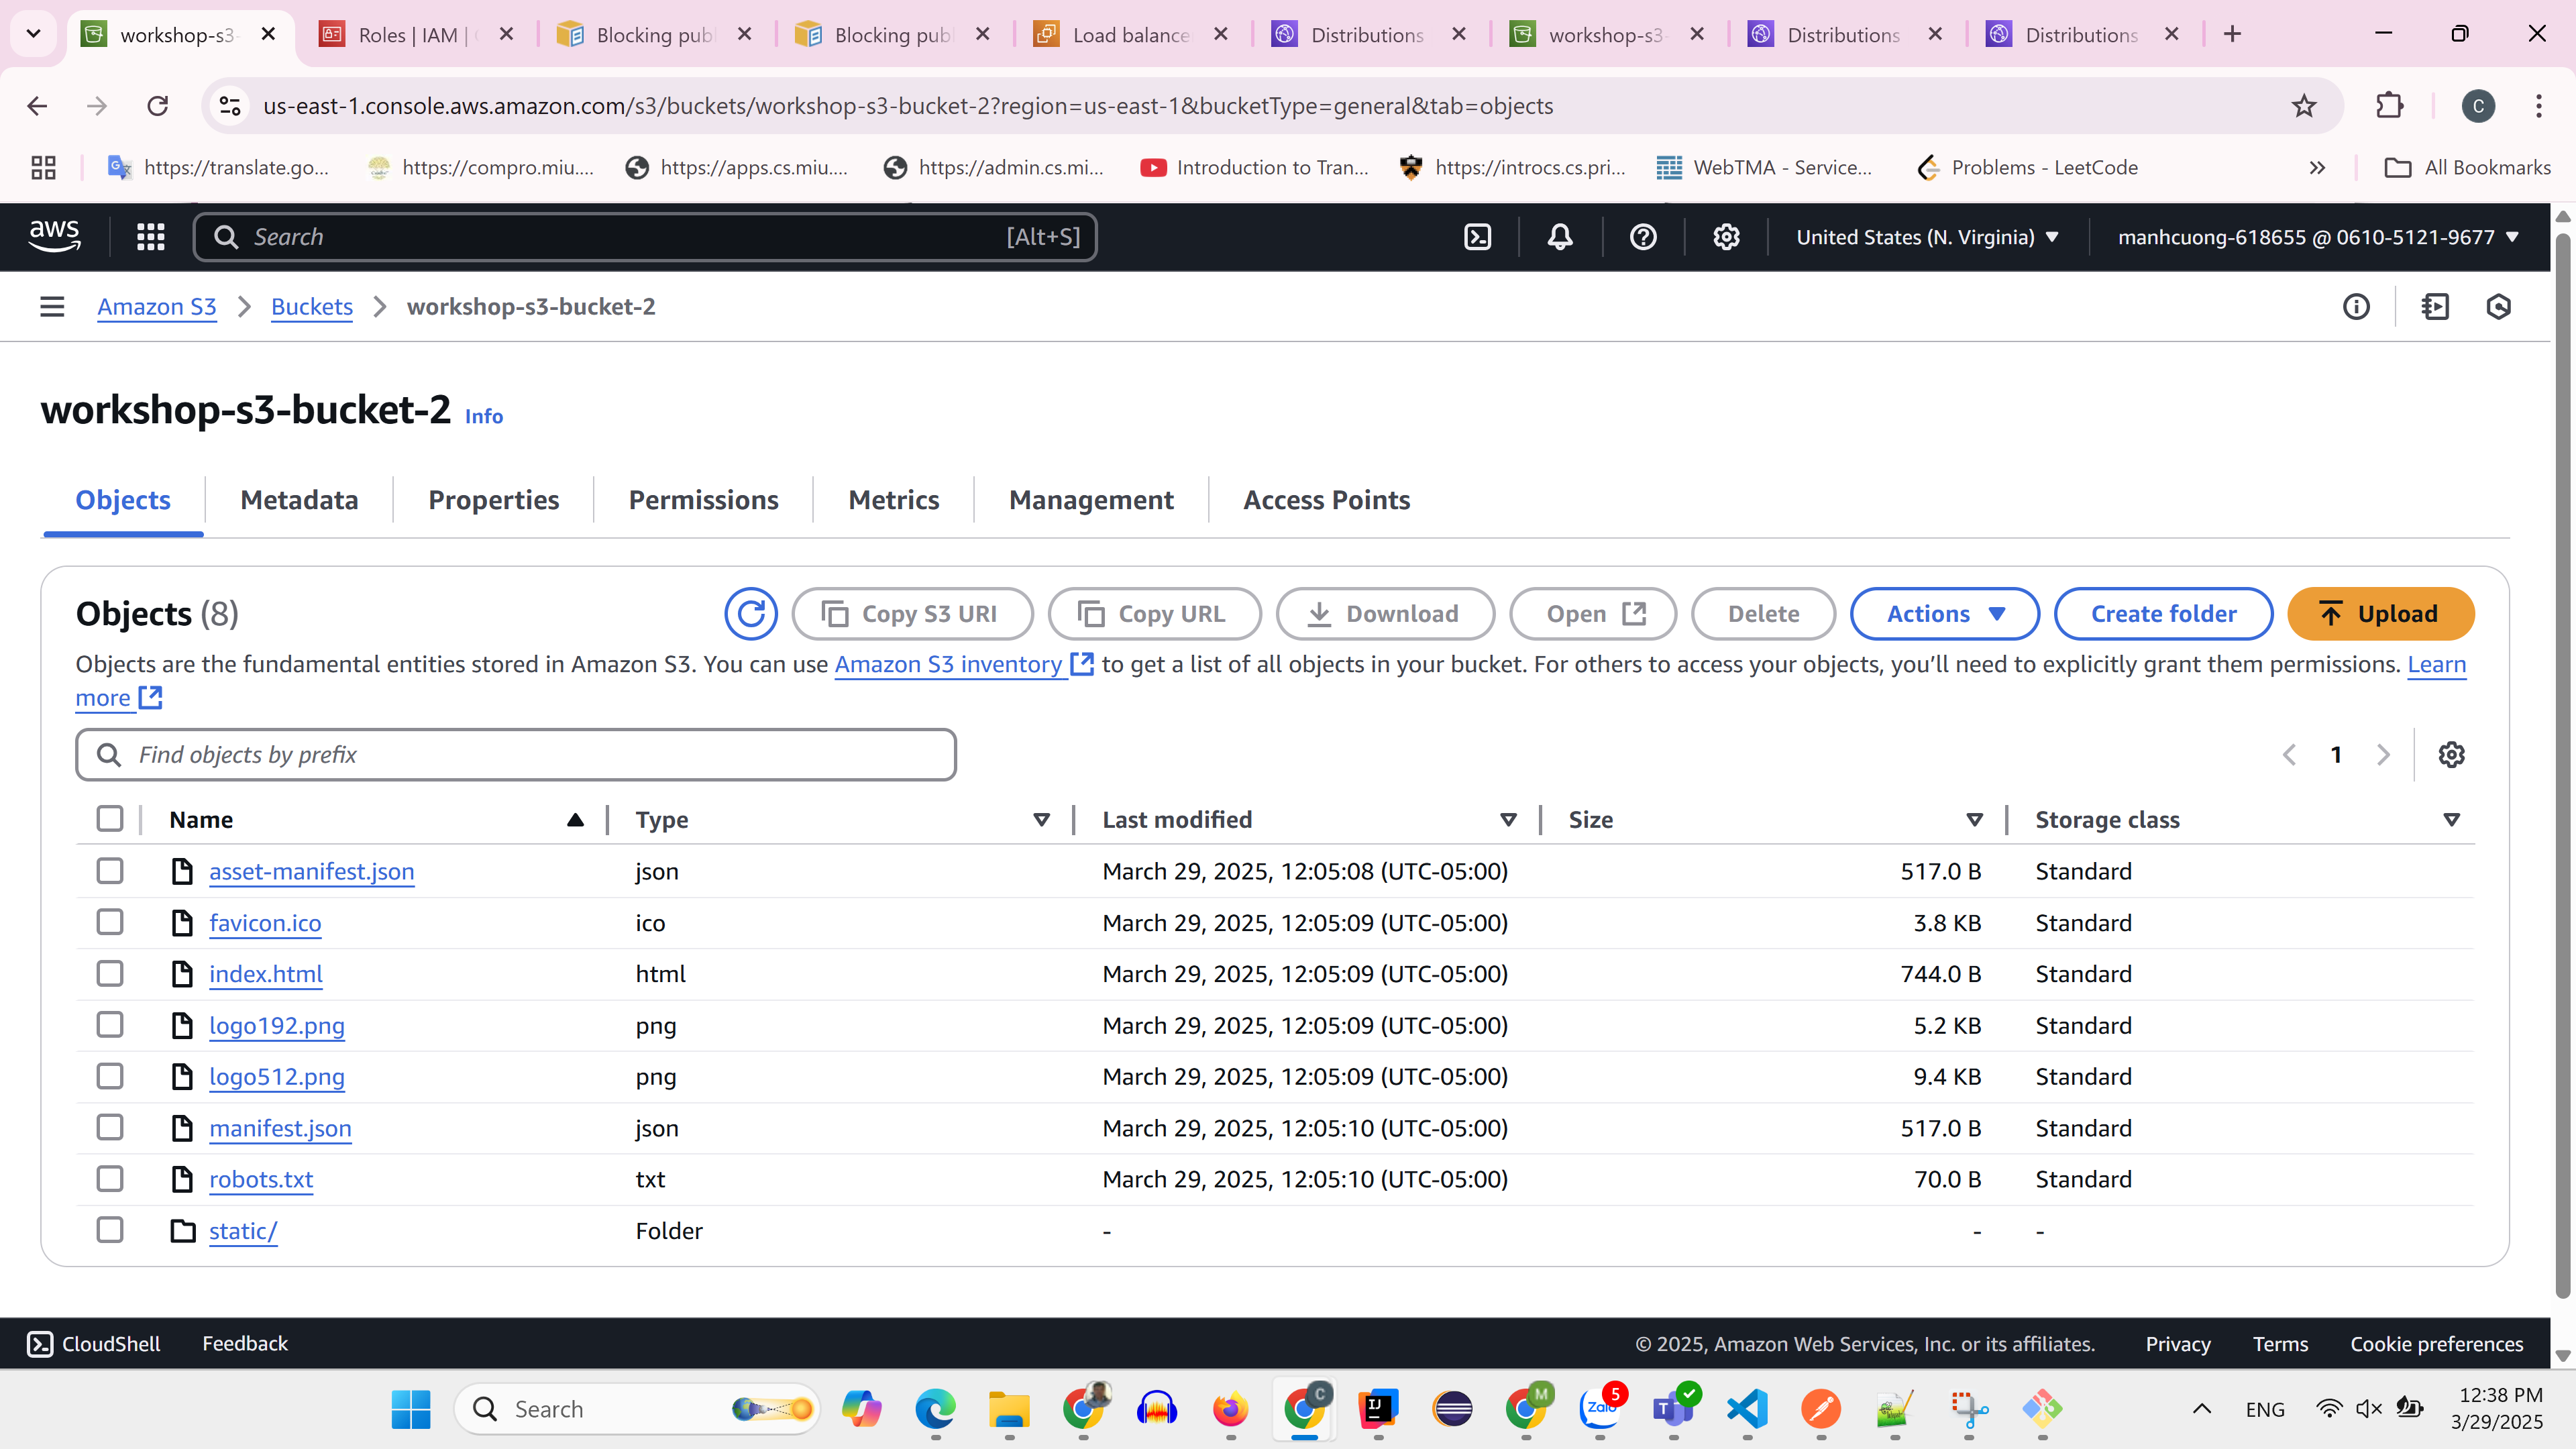 workshop-s3-
Roles | IAM |
Blocking publ
Blocking publ
Load balance
Distributions
workshop-s3-
Distributions
Distributions
us-east-1.console.aws.amazon.com/s3/buckets/workshop-s3-bucket-2?region=us-east-1&bucketType=general&tab=objects
C
https://translate.go...
https://compro.miu....
https://apps.cs.miu....
https://admin.cs.mi...
Introduction to Tran...
https://introcs.cs.pri...
WebTMA - Service...
Problems - LeetCode
All Bookmarks
aws
Search
[Alt+S]
United States (N. Virginia)
manhcuong-618655 @ 0610-5121-9677
Amazon S3
Buckets
workshop-s3-bucket-2
workshop-s3-bucket-2 Info
Objects
Metadata
Properties
Permissions
Metrics
Management
Access Points
Objects (8)
Copy S3 URI
Copy URL
Download
Open
Delete
Actions
Create folder
Upload
Objects are the fundamental entities stored in Amazon S3. You can use Amazon S3 inventory to get a list of all objects in your bucket. For others to access your objects, you’ll need to explicitly grant them permissions. Learn
more
Find objects by prefix
1
Name Type Last modified Size Storage class
asset-manifest.json json March 29, 2025, 12:05:08 (UTC-05:00) 517.0 B Standard
favicon.ico ico March 29, 2025, 12:05:09 (UTC-05:00) 3.8 KB Standard
index.html html March 29, 2025, 12:05:09 (UTC-05:00) 744.0 B Standard
logo192.png png March 29, 2025, 12:05:09 (UTC-05:00) 5.2 KB Standard
logo512.png png March 29, 2025, 12:05:09 (UTC-05:00) 9.4 KB Standard
manifest.json json March 29, 2025, 12:05:10 (UTC-05:00) 517.0 B Standard
robots.txt txt March 29, 2025, 12:05:10 (UTC-05:00) 70.0 B Standard
static/ Folder - - -
CloudShell
Feedback
© 2025, Amazon Web Services, Inc. or its affiliates.
Privacy
Terms
Cookie preferences
Search
C
IJ
M
Zalo
5
T
ENG
12:38 PM
3/29/2025